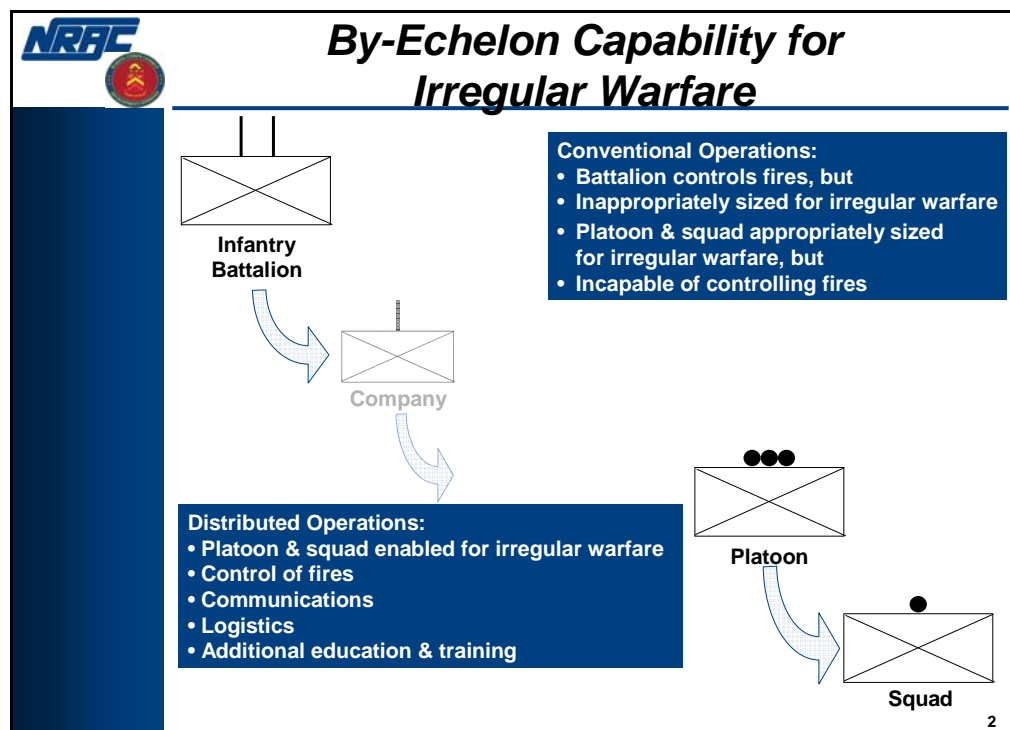 NRAC
By-Echelon Capability for
Irregular Warfare
Conventional Operations:
• Battalion controls fires, but
• Inappropriately sized for irregular warfare
• Platoon & squad appropriately sized
for irregular warfare, but
• Incapable of controlling fires
Infantry
Battalion
Company
Distributed Operations:
• Platoon & squad enabled for irregular warfare
• Control of fires
• Communications
• Logistics
• Additional education & training
Platoon
Squad
2